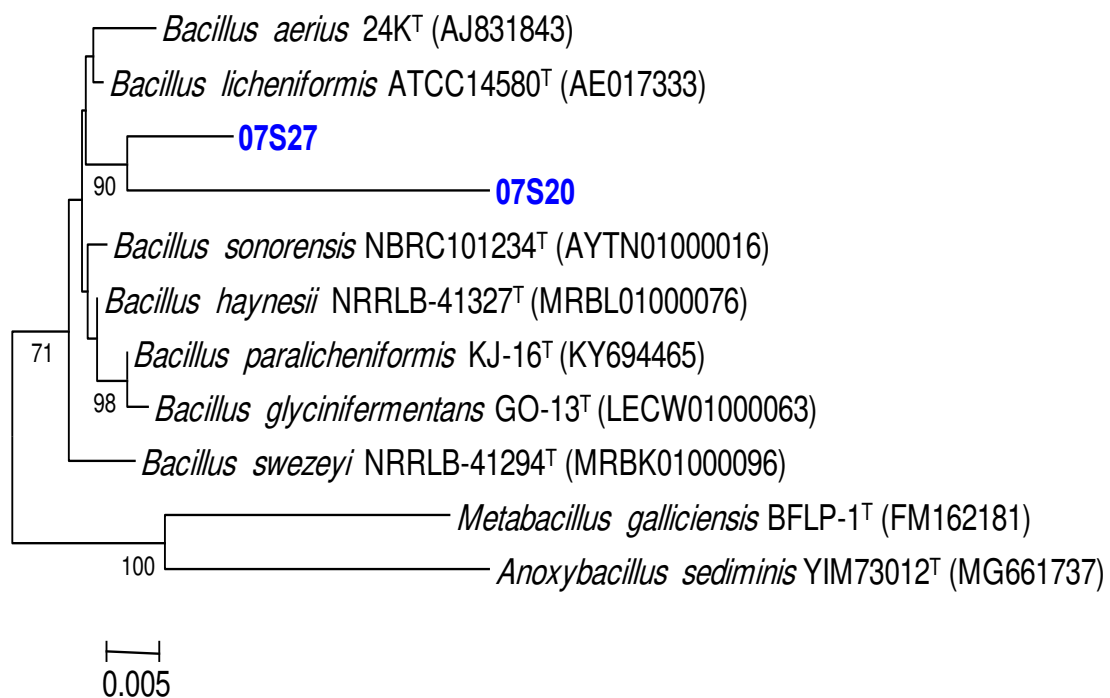 Bacillus aerius 24Kᵀ (AJ831843)
Bacillus licheniformis ATCC14580ᵀ (AE017333)
07S27
90
07S20
Bacillus sonorensis NBRC101234ᵀ (AYTN01000016)
Bacillus haynesii NRRLB-41327ᵀ (MRBL01000076)
71
Bacillus paralicheniformis KJ-16ᵀ (KY694465)
98
Bacillus glycinifermentans GO-13ᵀ (LECW01000063)
Bacillus swezeyi NRRLB-41294ᵀ (MRBK01000096)
Metabacillus galliciensis BFLP-1ᵀ (FM162181)
100
Anoxybacillus sediminis YIM73012ᵀ (MG661737)
0.005